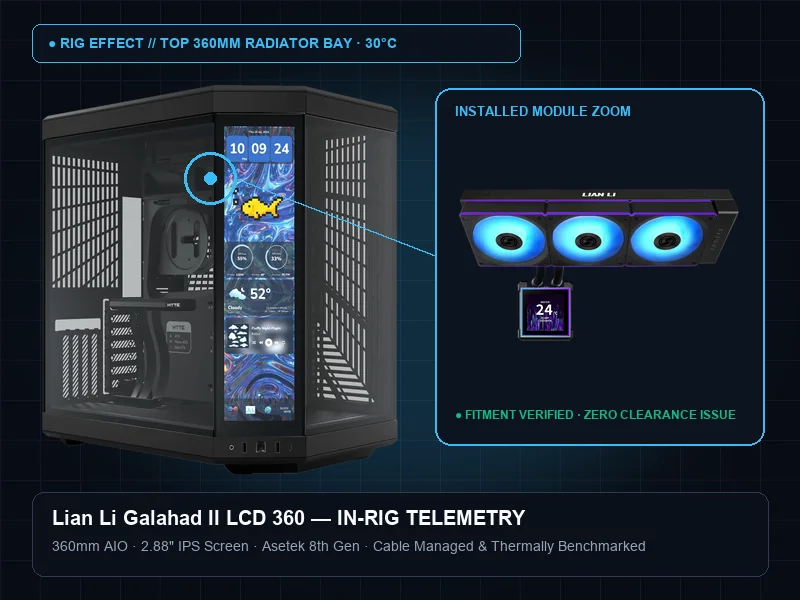 ● RIG EFFECT // TOP 360MM RADIATOR BAY · 30°C
INSTALLED MODULE ZOOM
10 09 24
52°
Cloudy
HYTE
HYTE
LIAN LI
24
● FITMENT VERIFIED · ZERO CLEARANCE ISSUE
Lian Li Galahad II LCD 360 — IN-RIG TELEMETRY
360mm AIO · 2.88" IPS Screen · Asetek 8th Gen · Cable Managed & Thermally Benchmarked